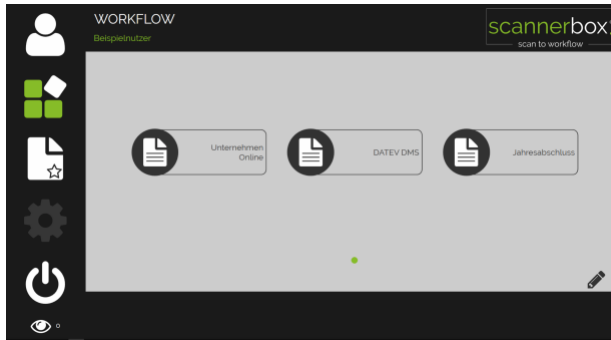 WORKFLOW
Beispielnutzer
scannerbox
scan to workflow
Unternehmen
Online
DATEV DMS
Jahresabschluss